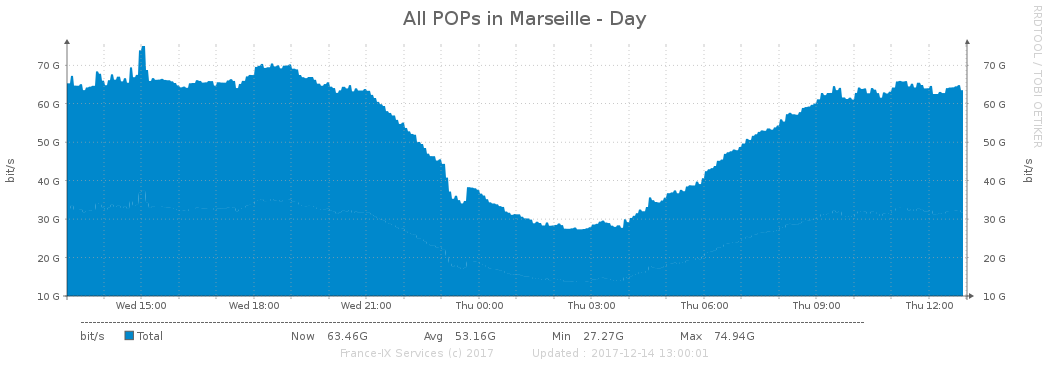 All POPs in Marseille - Day
RRDTOOL / TOBI OETIKER
bit/s
70 G
60 G
50 G
40 G
30 G
20 G
10 G
70 G
60 G
50 G
40 G
30 G
20 G
10 G
bit/s
Wed 15:00 Wed 18:00 Wed 21:00 Thu 00:00 Thu 03:00 Thu 06:00 Thu 09:00 Thu 12:00
bit/s Total Now 63.46G Avg 53.16G Min 27.27G Max 74.94G
France-IX Services (c) 2017 Updated : 2017-12-14 13:00:01